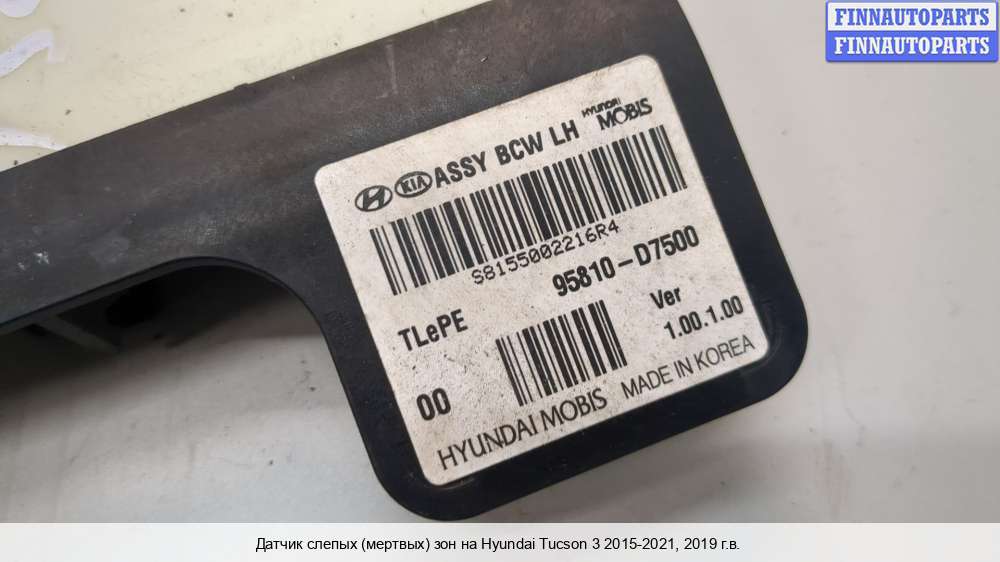 FINNAUTOPARTS
FINNAUTOPARTS
KIA ASSY BCW LH HYUNDAI MOBIS
S8155002216R4
95810-D7500
TLePE
Ver
1.00.1.00
00
HYUNDAI MOBIS MADE IN KOREA
Датчик слепых (мертвых) зон на Hyundai Tucson 3 2015-2021, 2019 г.в.